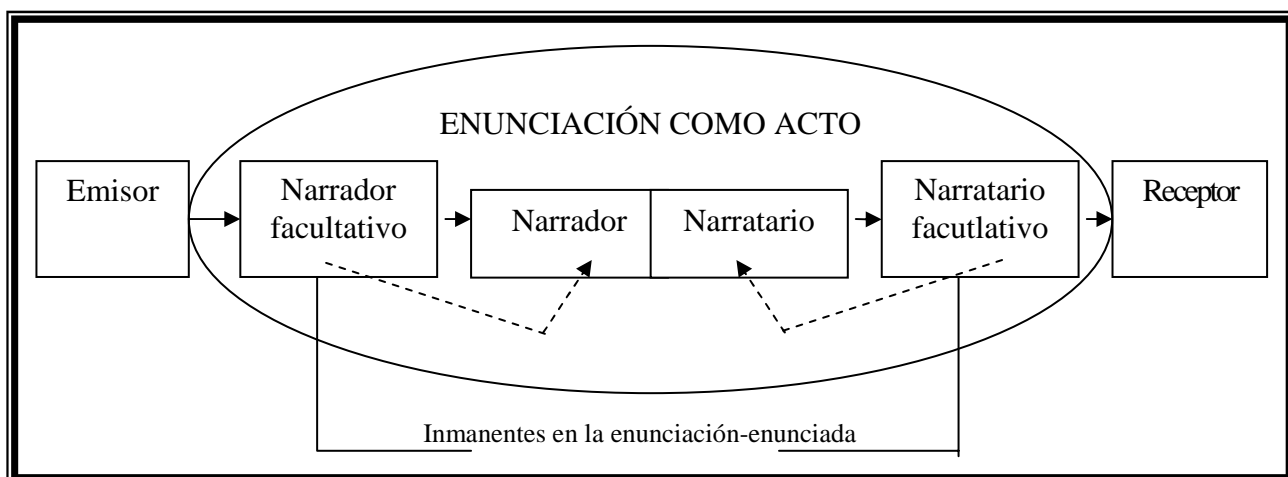 ENUNCIACIÓN COMO ACTO
Emisor
Narrador
facultativo
Narrador
Narratario
Narratario
facutlativo
Receptor
Inmanentes en la enunciación-enunciada